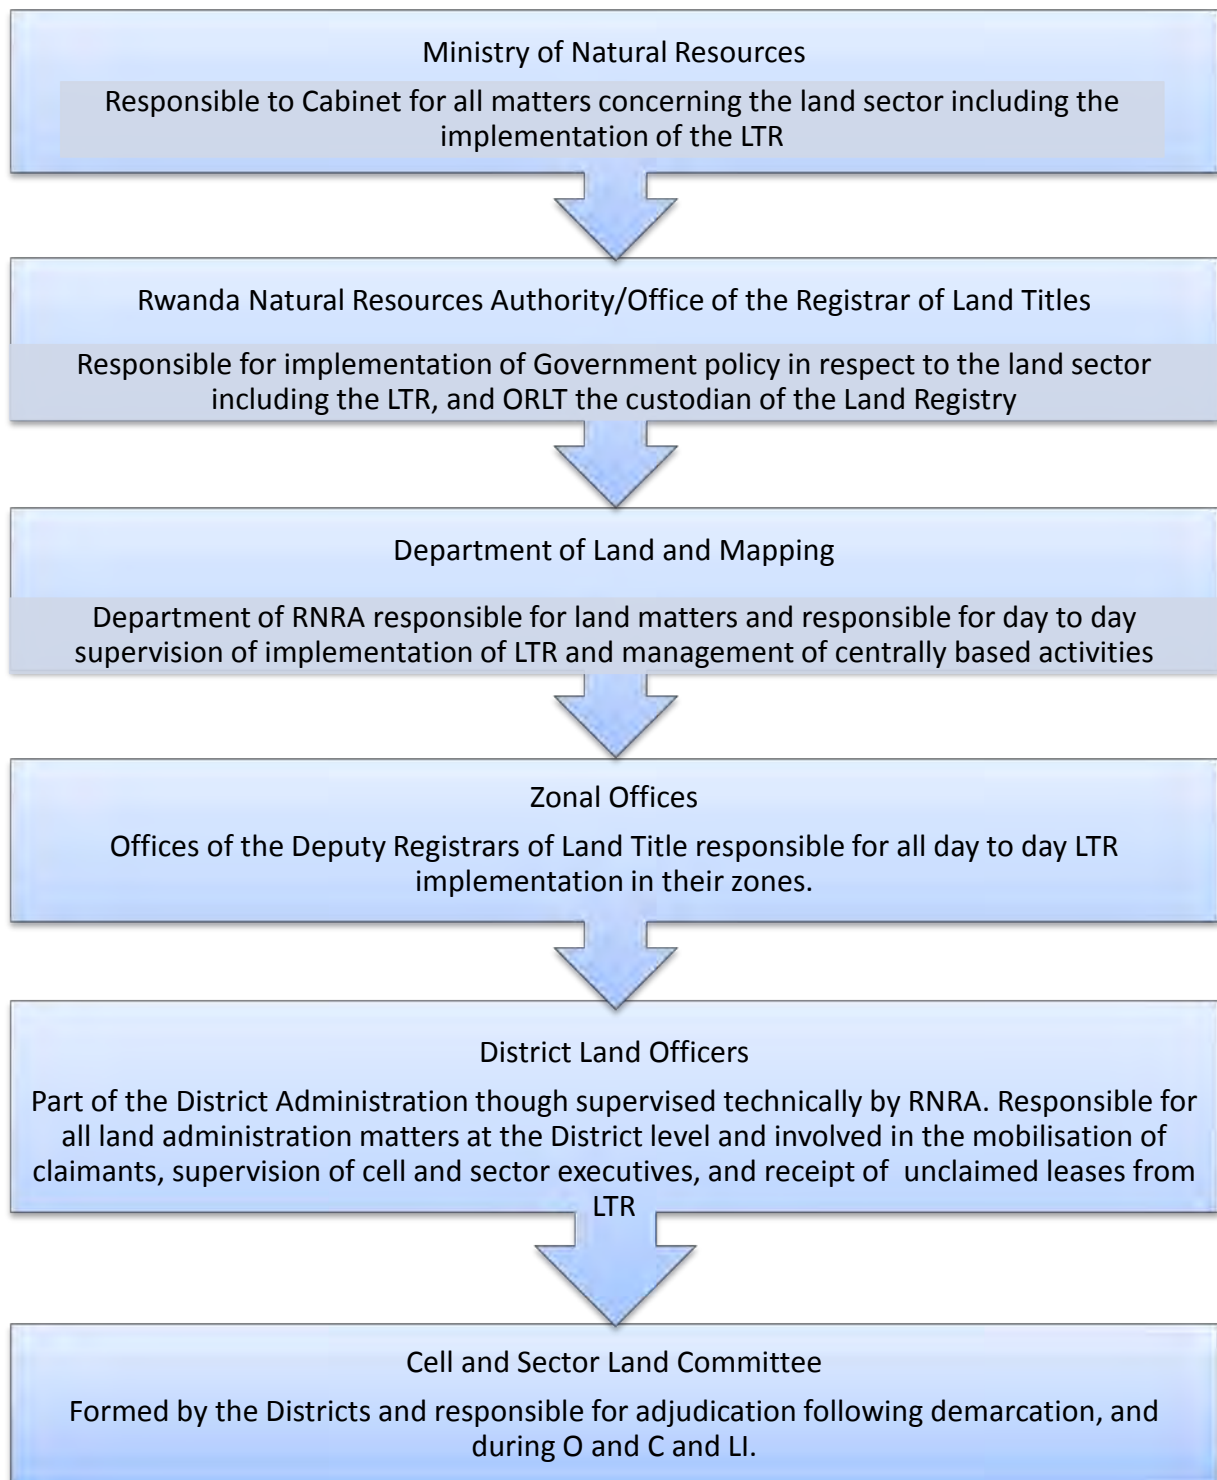 Ministry of Natural Resources
Responsible to Cabinet for all matters concerning the land sector including the
implementation of the LTR
Rwanda Natural Resources Authority/Office of the Registrar of Land Titles
Responsible for implementation of Government policy in respect to the land sector
including the LTR, and ORLT the custodian of the Land Registry
Department of Land and Mapping
Department of RNRA responsible for land matters and responsible for day to day
supervision of implementation of LTR and management of centrally based activities
Zonal Offices
Offices of the Deputy Registrars of Land Title responsible for all day to day LTR
implementation in their zones.
District Land Officers
Part of the District Administration though supervised technically by RNRA. Responsible for
all land administration matters at the District level and involved in the mobilisation of
claimants, supervision of cell and sector executives, and receipt of  unclaimed leases from
LTR
Cell and Sector Land Committee
Formed by the Districts and responsible for adjudication following demarcation, and
during O and C and LI.